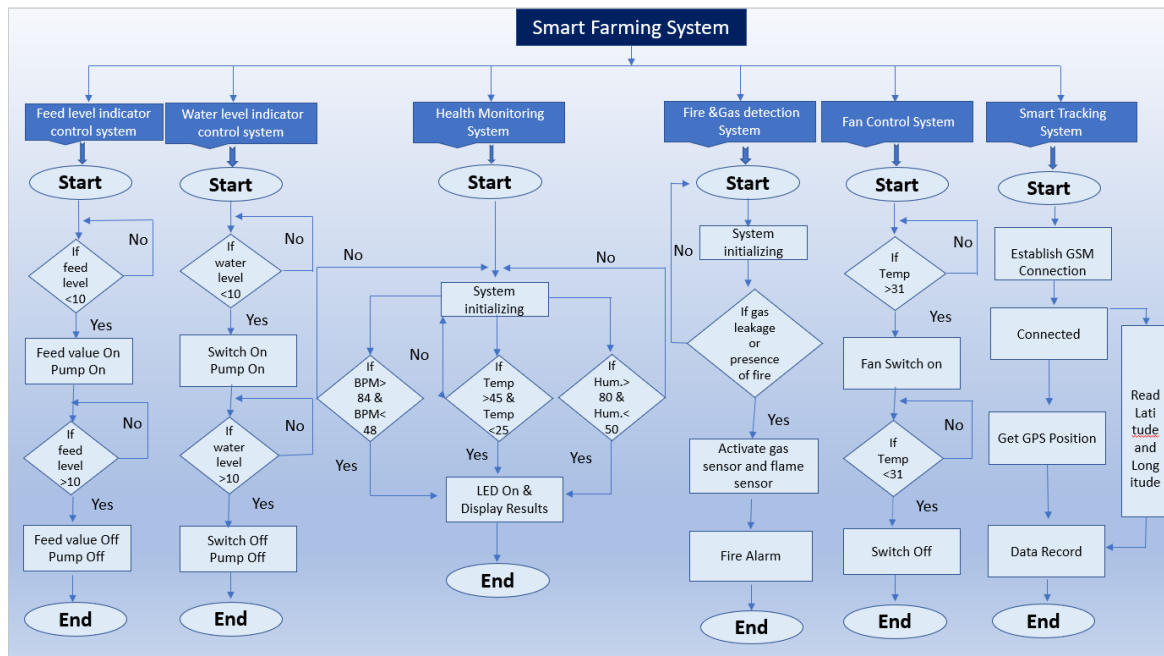 Smart Farming System
Feed level indicator
control system
Water level indicator
control system
Health Monitoring
System
Fire &Gas detection
System
Fan Control System
Smart Tracking
System
Start
Start
Start
Start
Start
Start
If
feed
level
<10
No
Yes
Feed value On
Pump On
If
feed
level
>10
No
Yes
Feed value Off
Pump Off
End
If
water
level
<10
No
Yes
Switch On
Pump On
If
water
level
>10
No
Yes
Switch Off
Pump Off
End
No
No
System
initializing
If
BPM>
84 &
BPM<
48
No
If
Temp
>45 &
Temp
<25
If
Hum.>
80 &
Hum.<
50
Yes
Yes
Yes
LED On &
Display Results
End
System
initializing
No
If gas
leakage
or
presence
of fire
Yes
Activate gas
sensor and flame
sensor
Fire Alarm
End
If
Temp
>31
No
Yes
Fan Switch on
If
Temp
<31
No
Yes
Switch Off
End
Establish GSM
Connection
Connected
Get GPS Position
Read
Lati
tude
and
Long
itude
Data Record
End